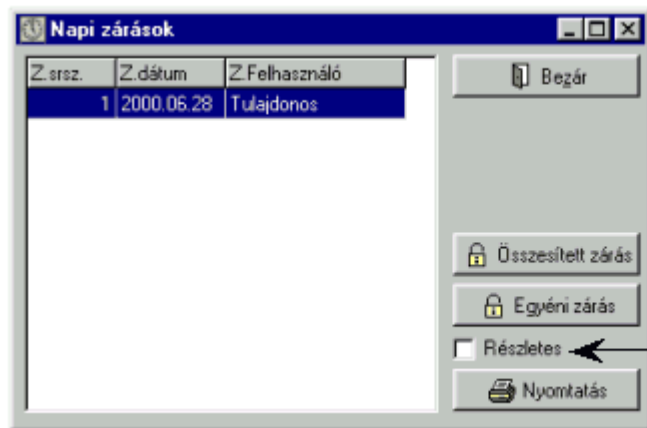 Napi zárások
Z.srsz. Z.dátum Z.Felhasználó
1 2000.06.28 Tulajdonos
Bezár
Összesített zárás
Egyéni zárás
Részletes
Nyomtatás